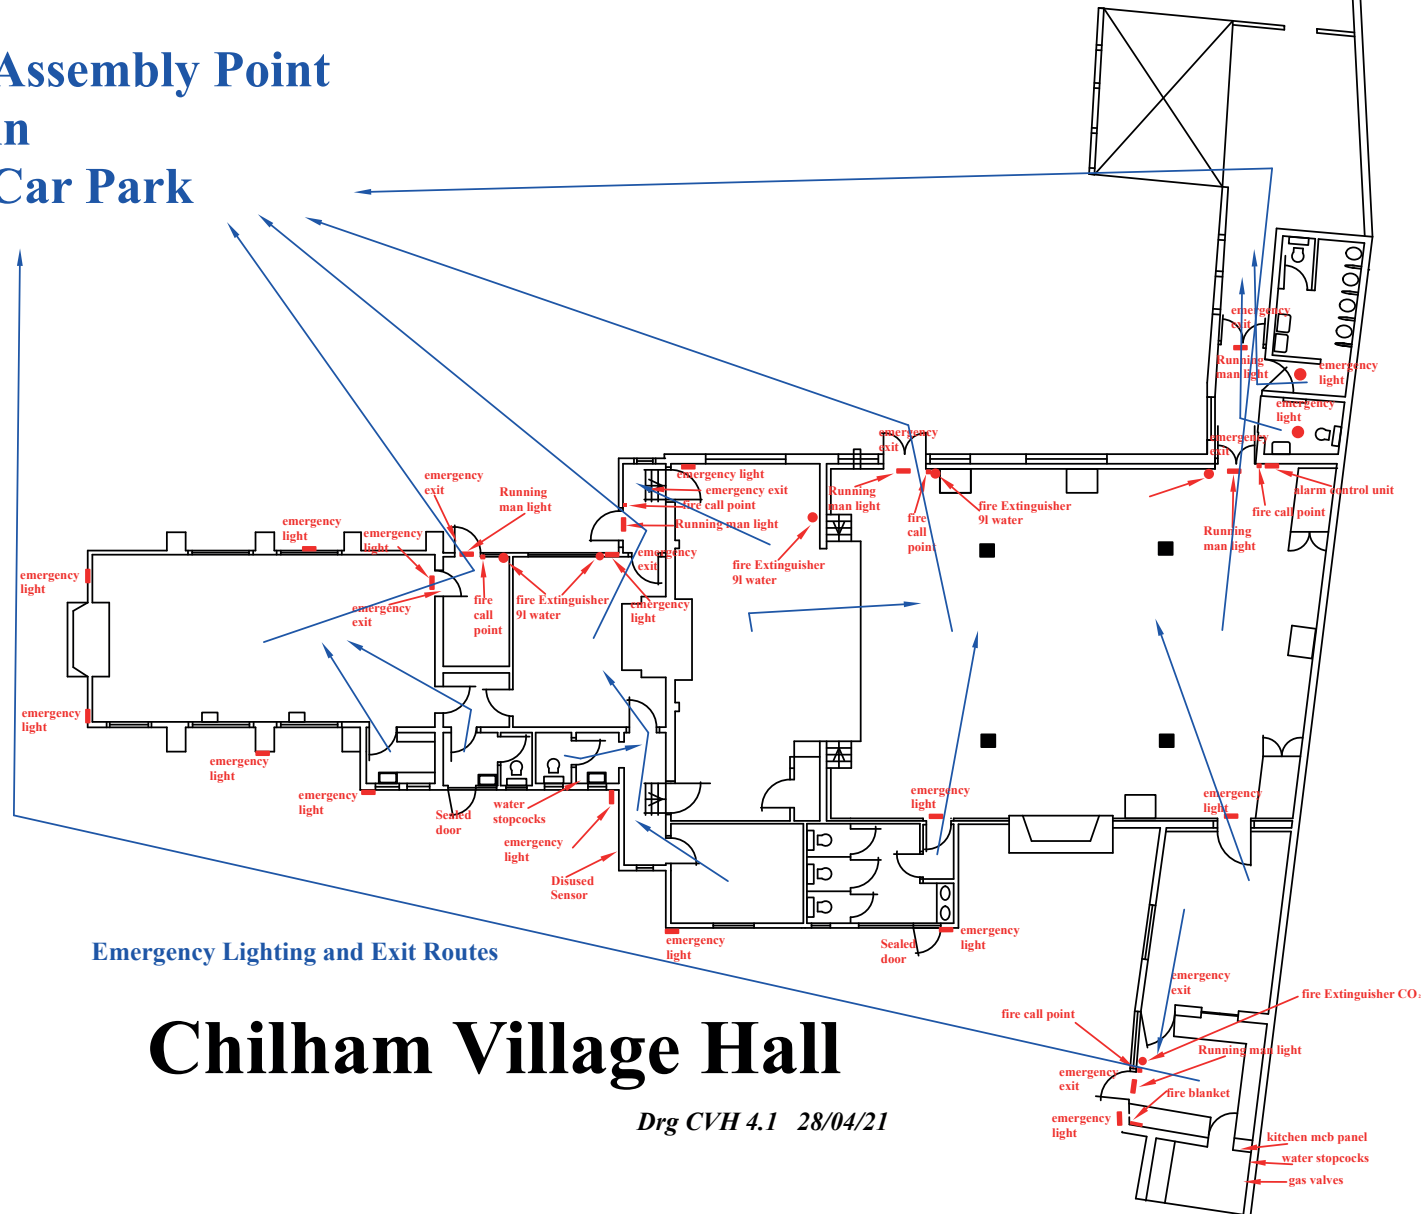 Assembly Point
in
Car Park
emergency
exit
Running
man light
emergency
light
emergency
light
emergency
exit
emergency
exit
Running
man light
emergency light
emergency exit
fire call point
Running man light
emergency
exit
Running
man light
fire
call
point
fire Extinguisher
9l water
emergency
exit
alarm control unit
fire call point
Running
man light
emergency
light
emergency
light
emergency
light
emergency
exit
fire
call
point
fire Extinguisher
9l water
emergency
exit
emergency
light
fire Extinguisher
9l water
emergency
light
emergency
light
emergency
light
Sealed
door
water
stopcocks
emergency
light
Disused
Sensor
emergency
light
emergency
light
emergency
light
Sealed
door
emergency
light
Emergency Lighting and Exit Routes
Chilham Village Hall
Drg CVH 4.1 28/04/21
emergency
exit
fire Extinguisher CO2
fire call point
Running man light
emergency
exit
fire blanket
emergency
light
kitchen mcb panel
water stopcocks
gas valves